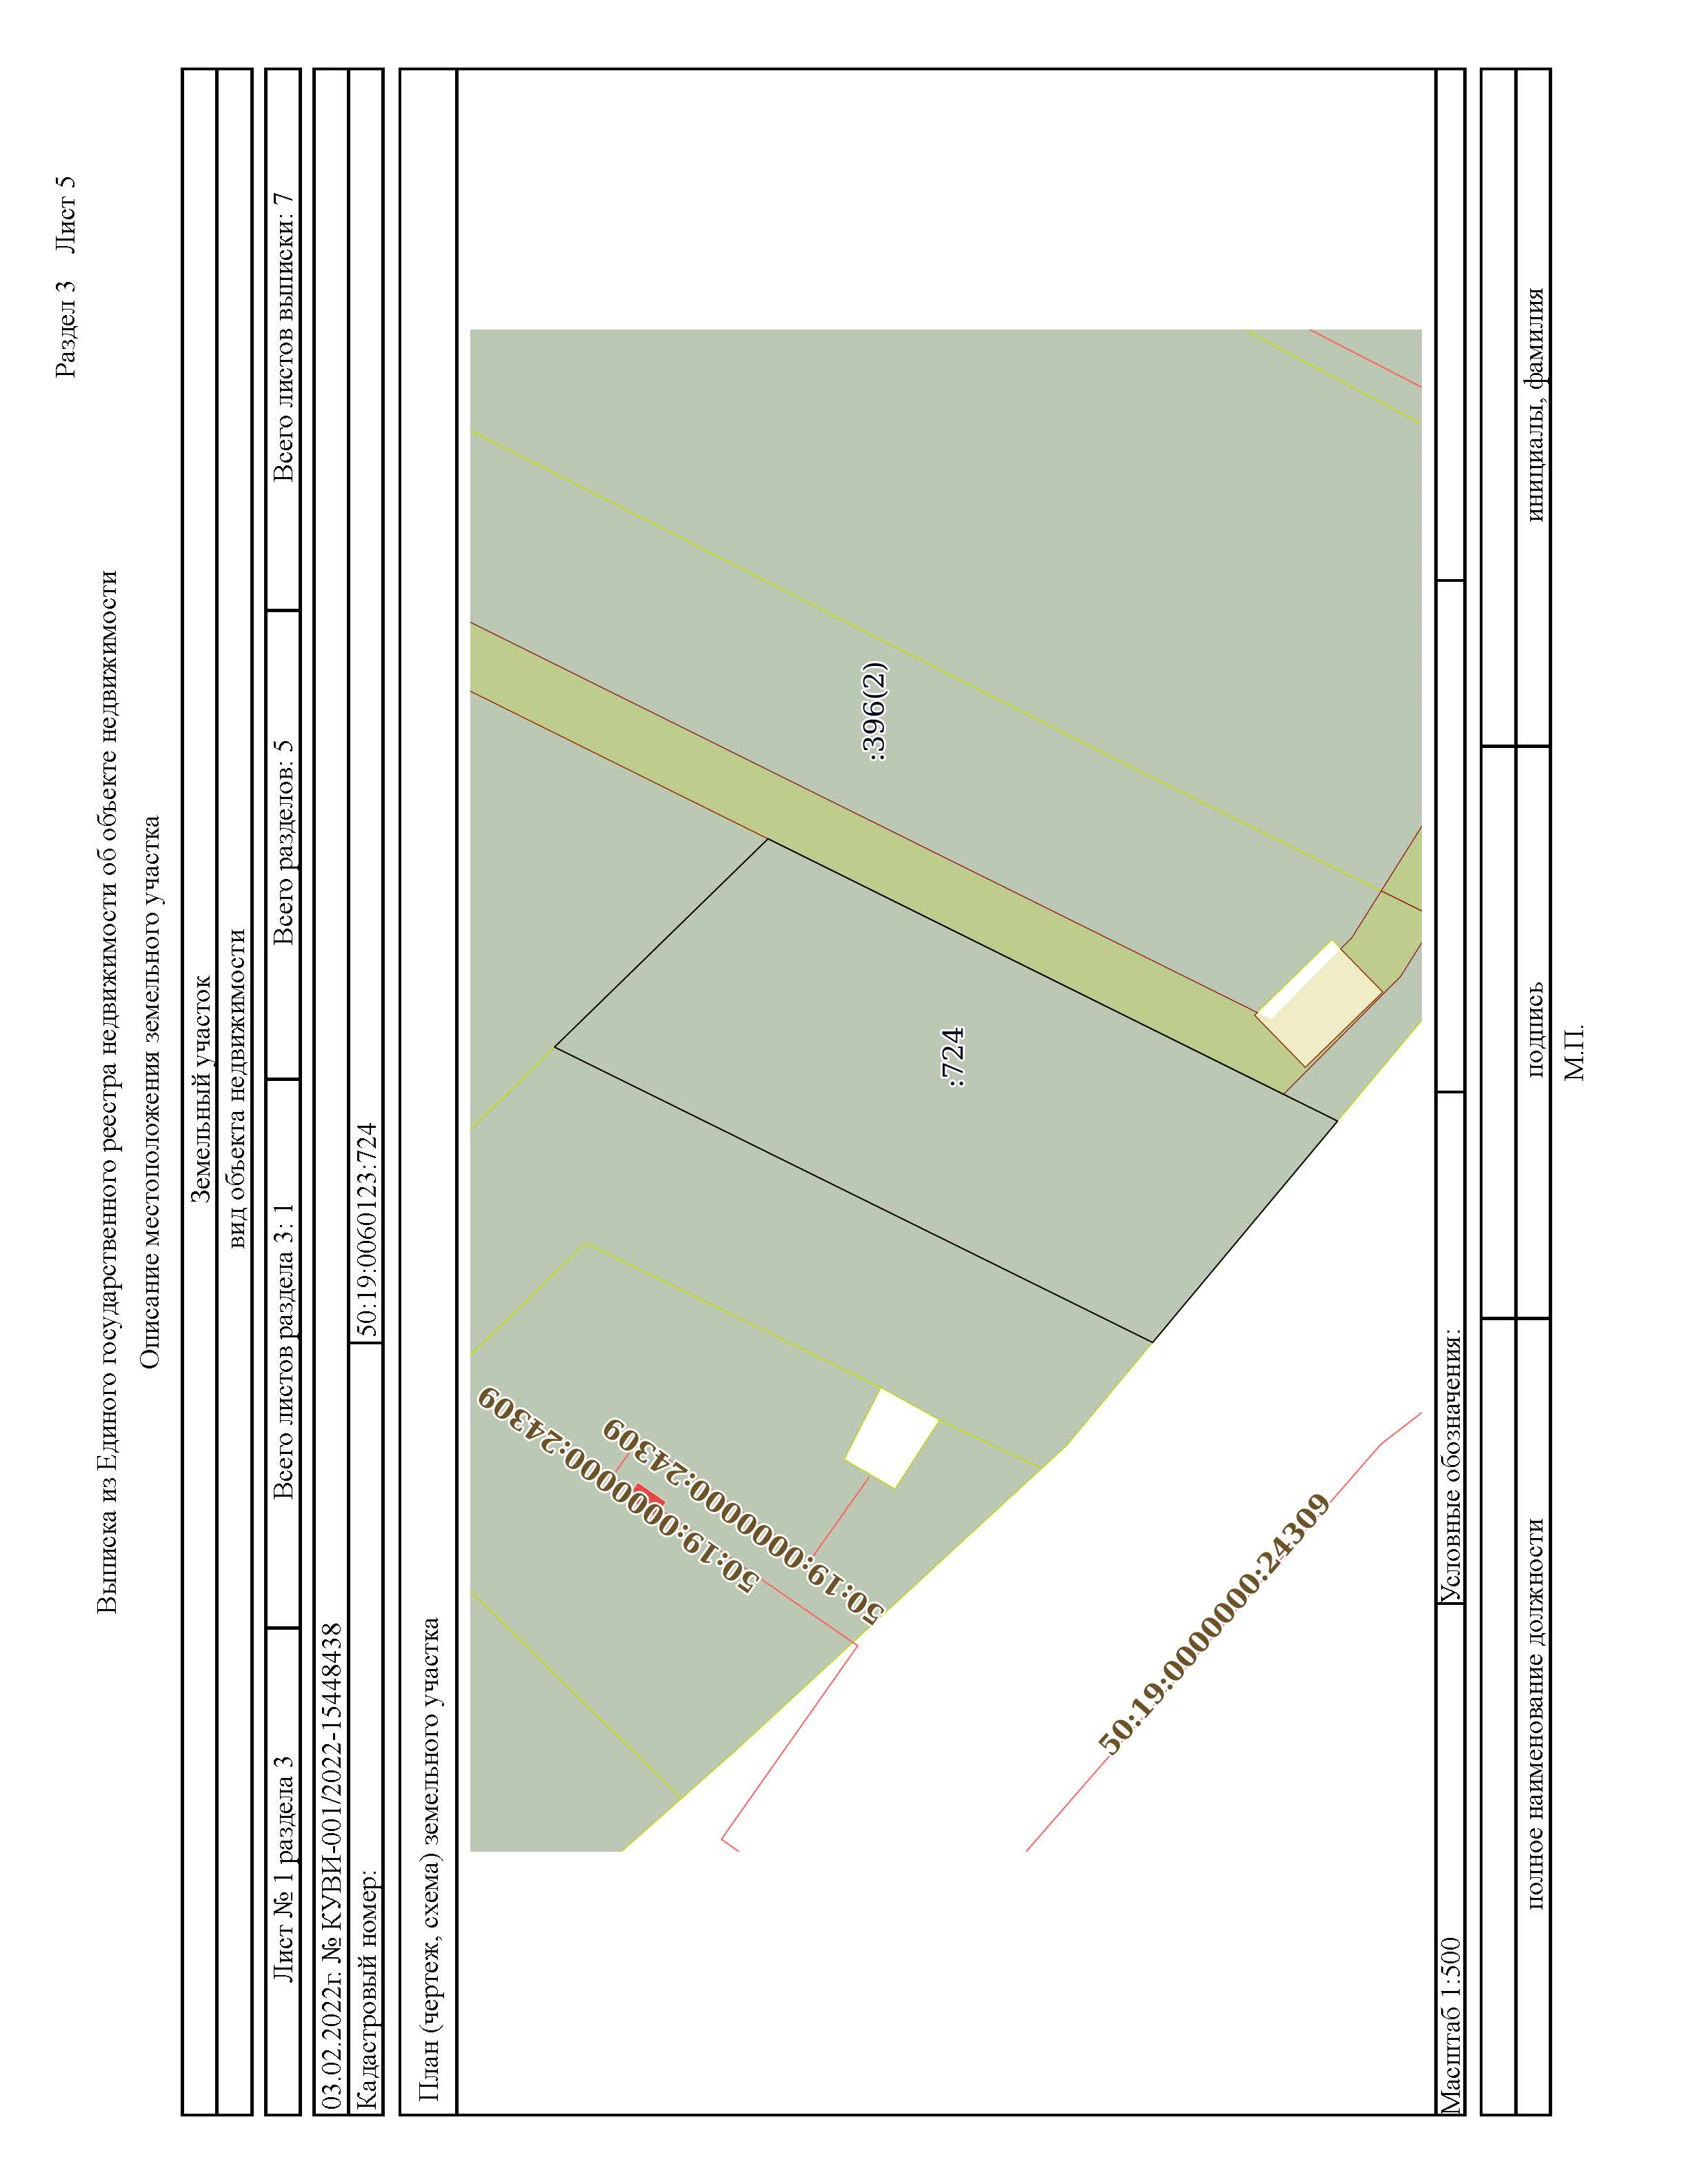 Раздел 3 Лист 5
Выписка из Единого государственного реестра недвижимости об объекте недвижимости
Описание местоположения земельного участка
Земельный участок
вид объекта недвижимости
Лист № 1 раздела 3 Всего листов раздела 3: 1 Всего разделов: 5 Всего листов выписки: 7
03.02.2022г. № КУВИ-001/2022-15448438
Кадастровый номер: 50:19:0060123:724
План (чертеж, схема) земельного участка
50:19:0000000:24309
50:19:0000000:24309
:396(2)
:724
50:19:0000000:24309
Масштаб 1:500 Условные обозначения:
полное наименование должности подпись инициалы, фамилия
М.П.